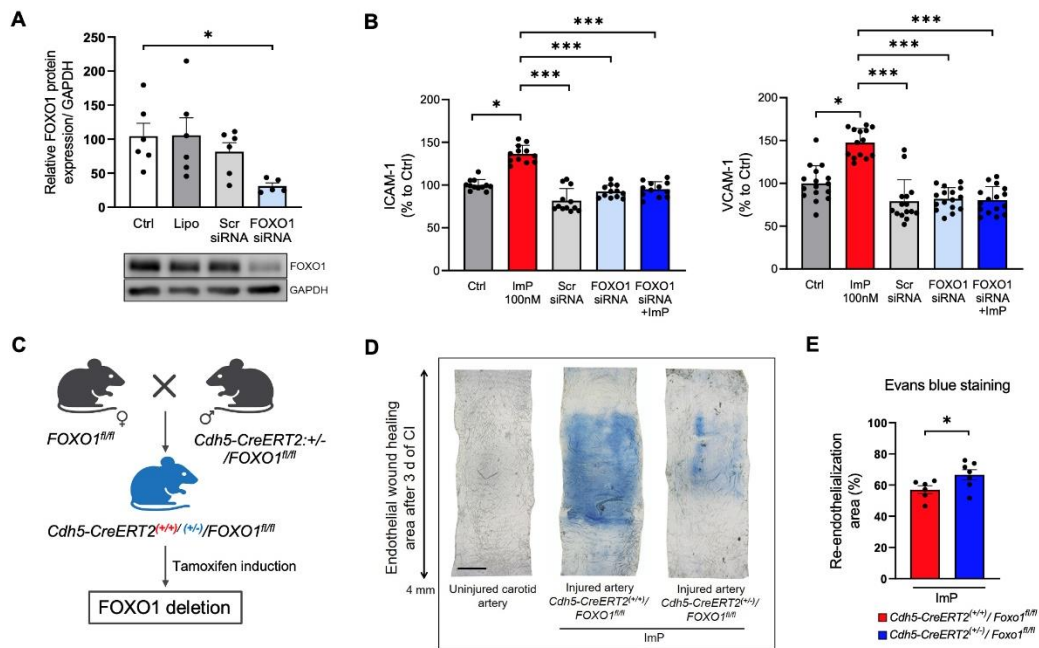 A
Relative FOXO1 protein
expression/ GAPDH
250
200
150
100
50
0
*
Ctrl
Lipo
Scr
siRNA
FOXO1
siRNA
FOXO1
GAPDH
B
ICAM-1
(% to Ctrl)
200
150
100
50
0
*
***
***
***
Ctrl
ImP
100nM
Scr
siRNA
FOXO1
siRNA
FOXO1
siRNA
+ImP
VCAM-1
(% to Ctrl)
200
150
100
50
0
*
***
***
***
Ctrl
ImP
100nM
Scr
siRNA
FOXO1
siRNA
FOXO1
siRNA
+ImP
C
♀
♂
FOXO1fl/fl
Cdh5-CreERT2:+/-
/FOXO1fl/fl
Cdh5-CreERT2(+/+)/ (+/-)/FOXO1fl/fl
Tamoxifen induction
FOXO1 deletion
D
Endothelial wound healing
area after 3 d of CI
4 mm
Uninjured carotid
artery
Injured artery
Cdh5-CreERT2(+/+)/
FOXO1fl/fl
Injured artery
Cdh5-CreERT2(+/-)/
FOXO1fl/fl
ImP
E
Evans blue staining
Re-endothelialization
area (%)
100
80
60
40
20
0
*
ImP
Cdh5-CreERT2(+/+)/ Foxo1fl/fl
Cdh5-CreERT2(+/-)/ Foxo1fl/fl